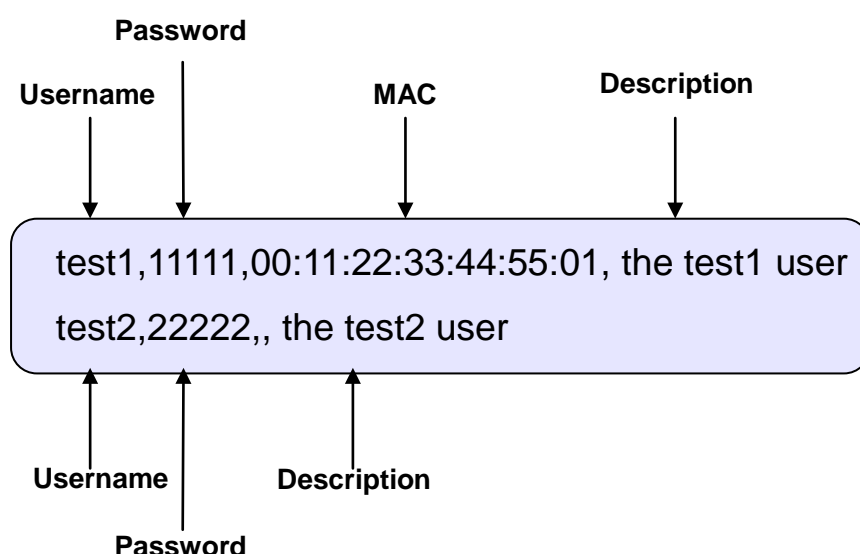 Password
Username
MAC
Description
test1,11111,00:11:22:33:44:55:01, the test1 user
test2,22222,, the test2 user
Username
Description
Password